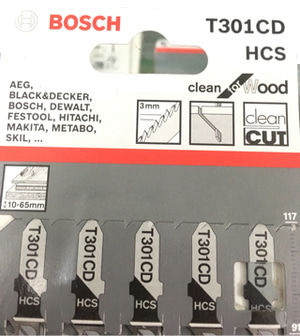 BOSCH
T301CD
HCS
AEG,
BLACK&DECKER,
BOSCH, DEWALT,
FESTOOL, HITACHI,
MAKITA, METABO,
SKIL, ...
clean for Wood
3mm
clean
CUT
10-65mm
117
T301CD
HCS
T301CD
HCS
T301CD
HCS
T301CD
HCS
T301CD
HCS